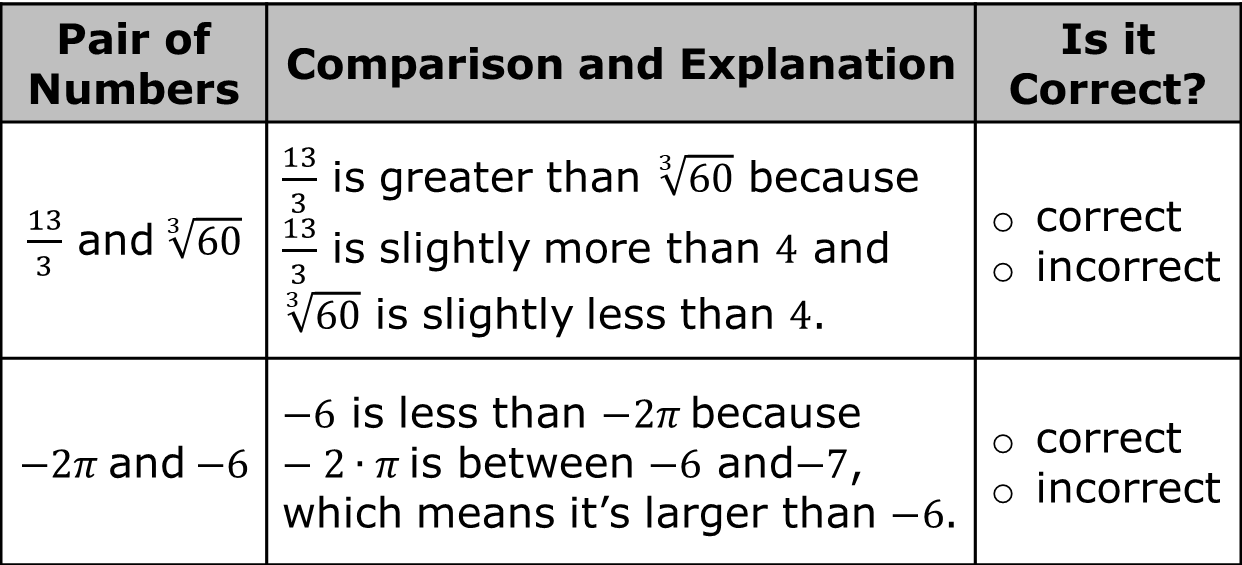 Pair of Numbers
Comparison and Explanation
Is it Correct?
13/3 and ∛60
13/3 is greater than ∛60 because
13/3 is slightly more than 4 and
∛60 is slightly less than 4.
○ correct
○ incorrect
−2π and −6
−6 is less than −2π because
− 2 · π is between −6 and−7,
which means it’s larger than −6.
○ correct
○ incorrect